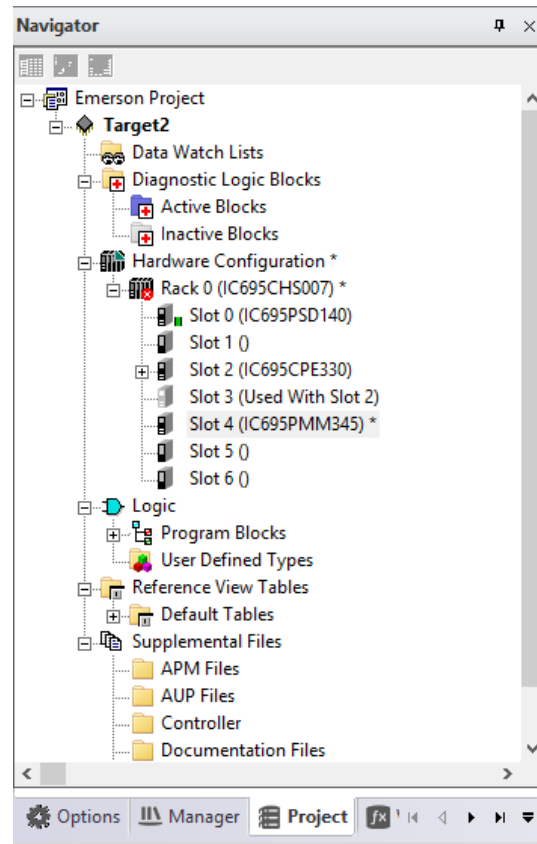 Navigator
Emerson Project
Target2
Data Watch Lists
Diagnostic Logic Blocks
Active Blocks
Inactive Blocks
Hardware Configuration *
Rack 0 (IC695CHS007) *
Slot 0 (IC695PSD140)
Slot 1 ()
Slot 2 (IC695CPE330)
Slot 3 (Used With Slot 2)
Slot 4 (IC695PMM345) *
Slot 5 ()
Slot 6 ()
Logic
Program Blocks
User Defined Types
Reference View Tables
Default Tables
Supplemental Files
APM Files
AUP Files
Controller
Documentation Files
Options Manager Project